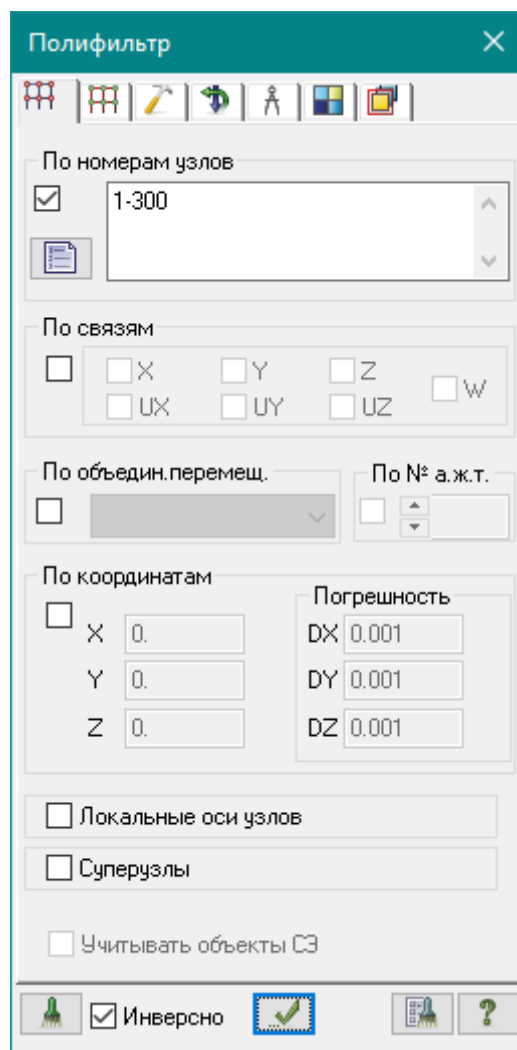 Полифильтр
По номерам узлов
1-300
По связям
X Y Z W
UX UY UZ
По объедин.перемещ.
По № а.ж.т.
По координатам
Погрешность
X 0. DX 0.001
Y 0. DY 0.001
Z 0. DZ 0.001
Локальные оси узлов
Суперузлы
Учитывать объекты СЭ
Инверсно
?